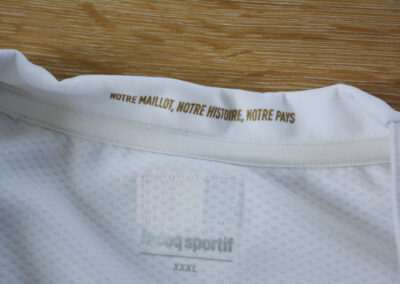 NOTRE MAILLOT, NOTRE HISTOIRE, NOTRE PAYS
le coq sportif
XXXL